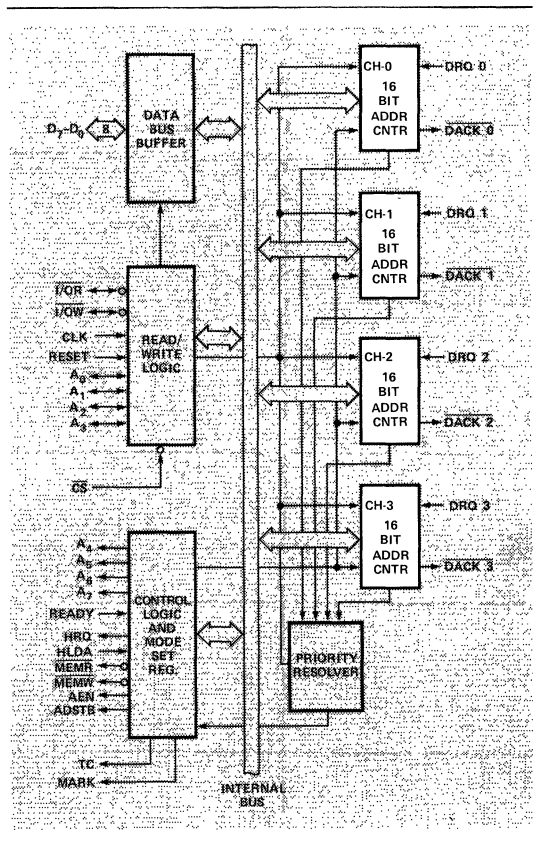 D7-D0
8
DATA
BUS
BUFFER
I/OR
I/OW
CLK
RESET
A0
A1
A2
A3
READ/
WRITE
LOGIC
CS
A4
A5
A6
A7
READY
HRQ
HLDA
MEMR
MEMW
AEN
ADSTB
TC
MARK
CONTROL
LOGIC
AND
MODE
SET
REG.
INTERNAL
BUS
CH-0
16
BIT
ADDR
CNTR
DRQ 0
DACK 0
CH-1
16
BIT
ADDR
CNTR
DRQ 1
DACK 1
CH-2
16
BIT
ADDR
CNTR
DRQ 2
DACK 2
CH-3
16
BIT
ADDR
CNTR
DRQ 3
DACK 3
PRIORITY
RESOLVER